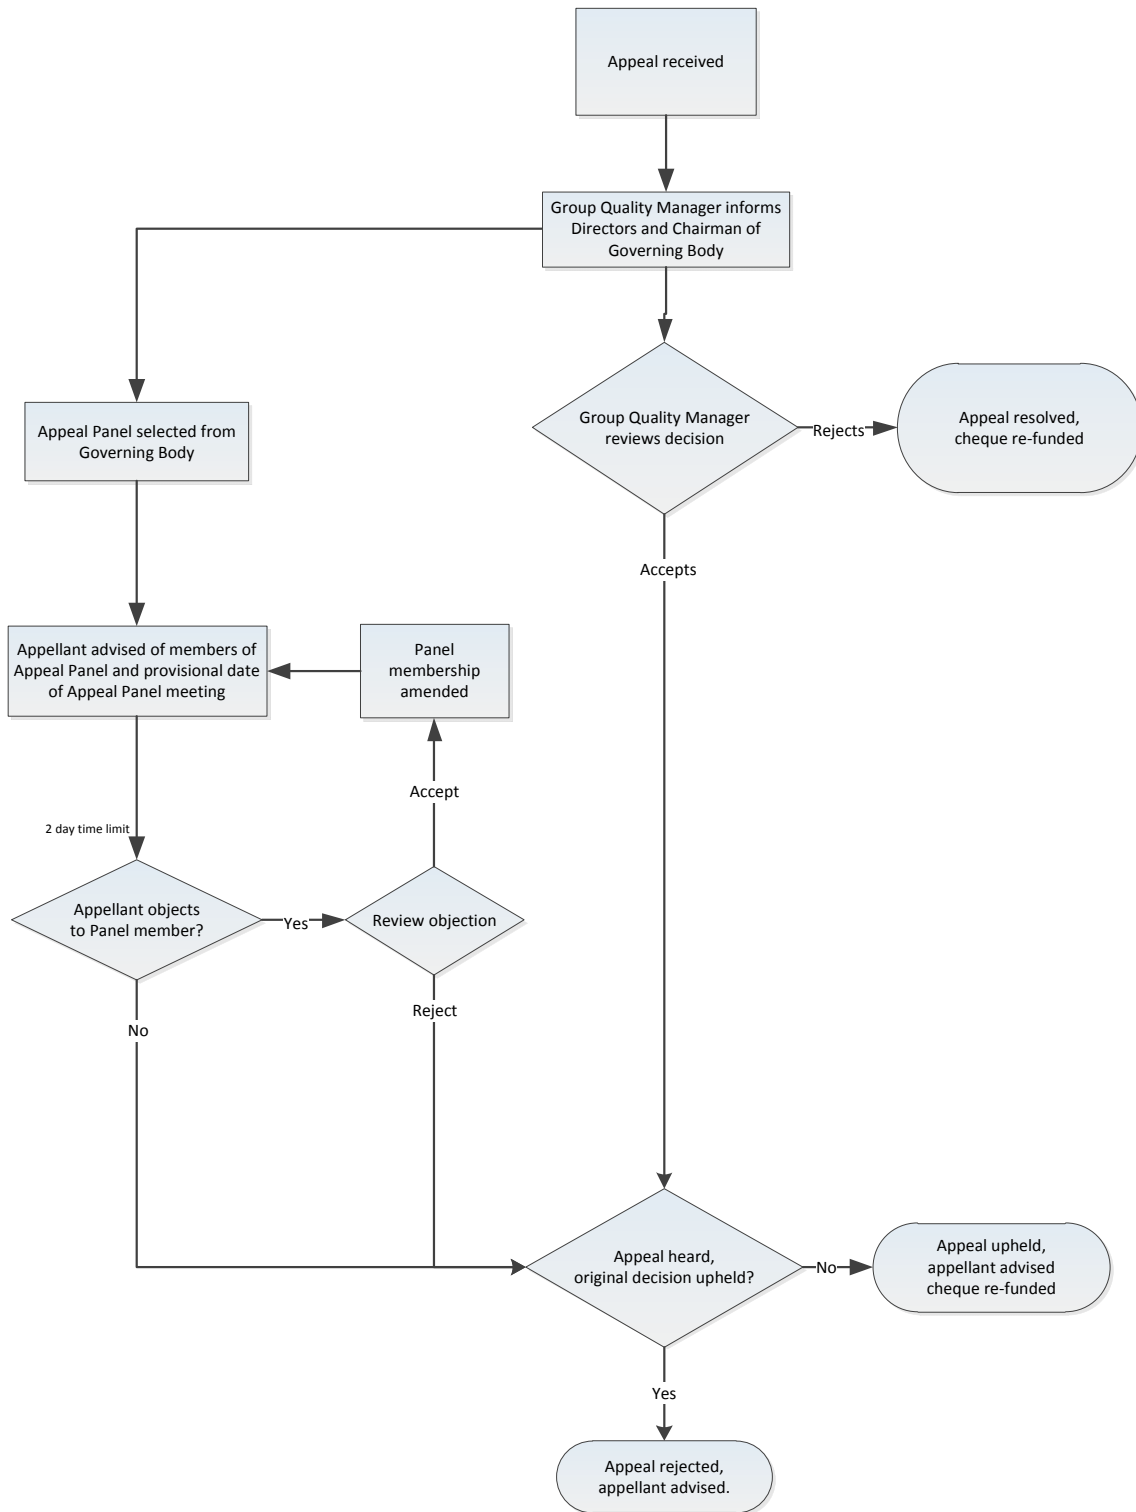 Appeal received
Group Quality Manager informs
Directors and Chairman of
Governing Body
Group Quality Manager
reviews decision
Rejects
Appeal resolved,
cheque re-funded
Appeal Panel selected from
Governing Body
Accepts
Appellant advised of members of
Appeal Panel and provisional date
of Appeal Panel meeting
Panel
membership
amended
Accept
2 day time limit
Appellant objects
to Panel member?
Yes
Review objection
No
Reject
Appeal heard,
original decision upheld?
No
Appeal upheld,
appellant advised
cheque re-funded
Yes
Appeal rejected,
appellant advised.